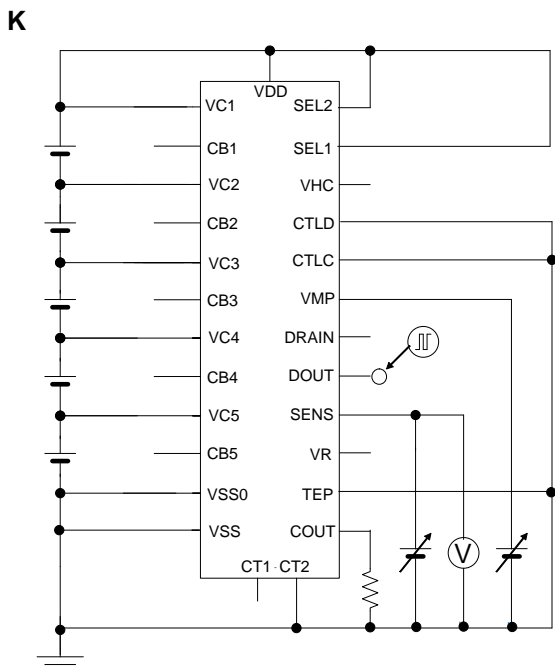 K
VDD
VC1
SEL2
CB1
SEL1
VC2
VHC
CB2
CTLD
VC3
CTLC
CB3
VMP
VC4
DRAIN
CB4
DOUT
VC5
SENS
CB5
VR
VSS0
TEP
VSS
COUT
CT1 CT2
V